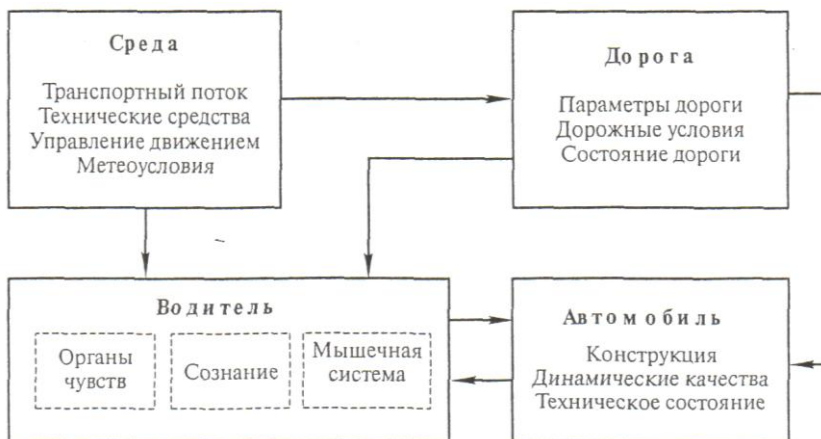 Среда
Транспортный поток
Технические средства
Управление движением
Метеоусловия
Дорога
Параметры дороги
Дорожные условия
Состояние дороги
Водитель
Органы
чувств
Сознание
Мышечная
система
Автомобиль
Конструкция
Динамические качества
Техническое состояние